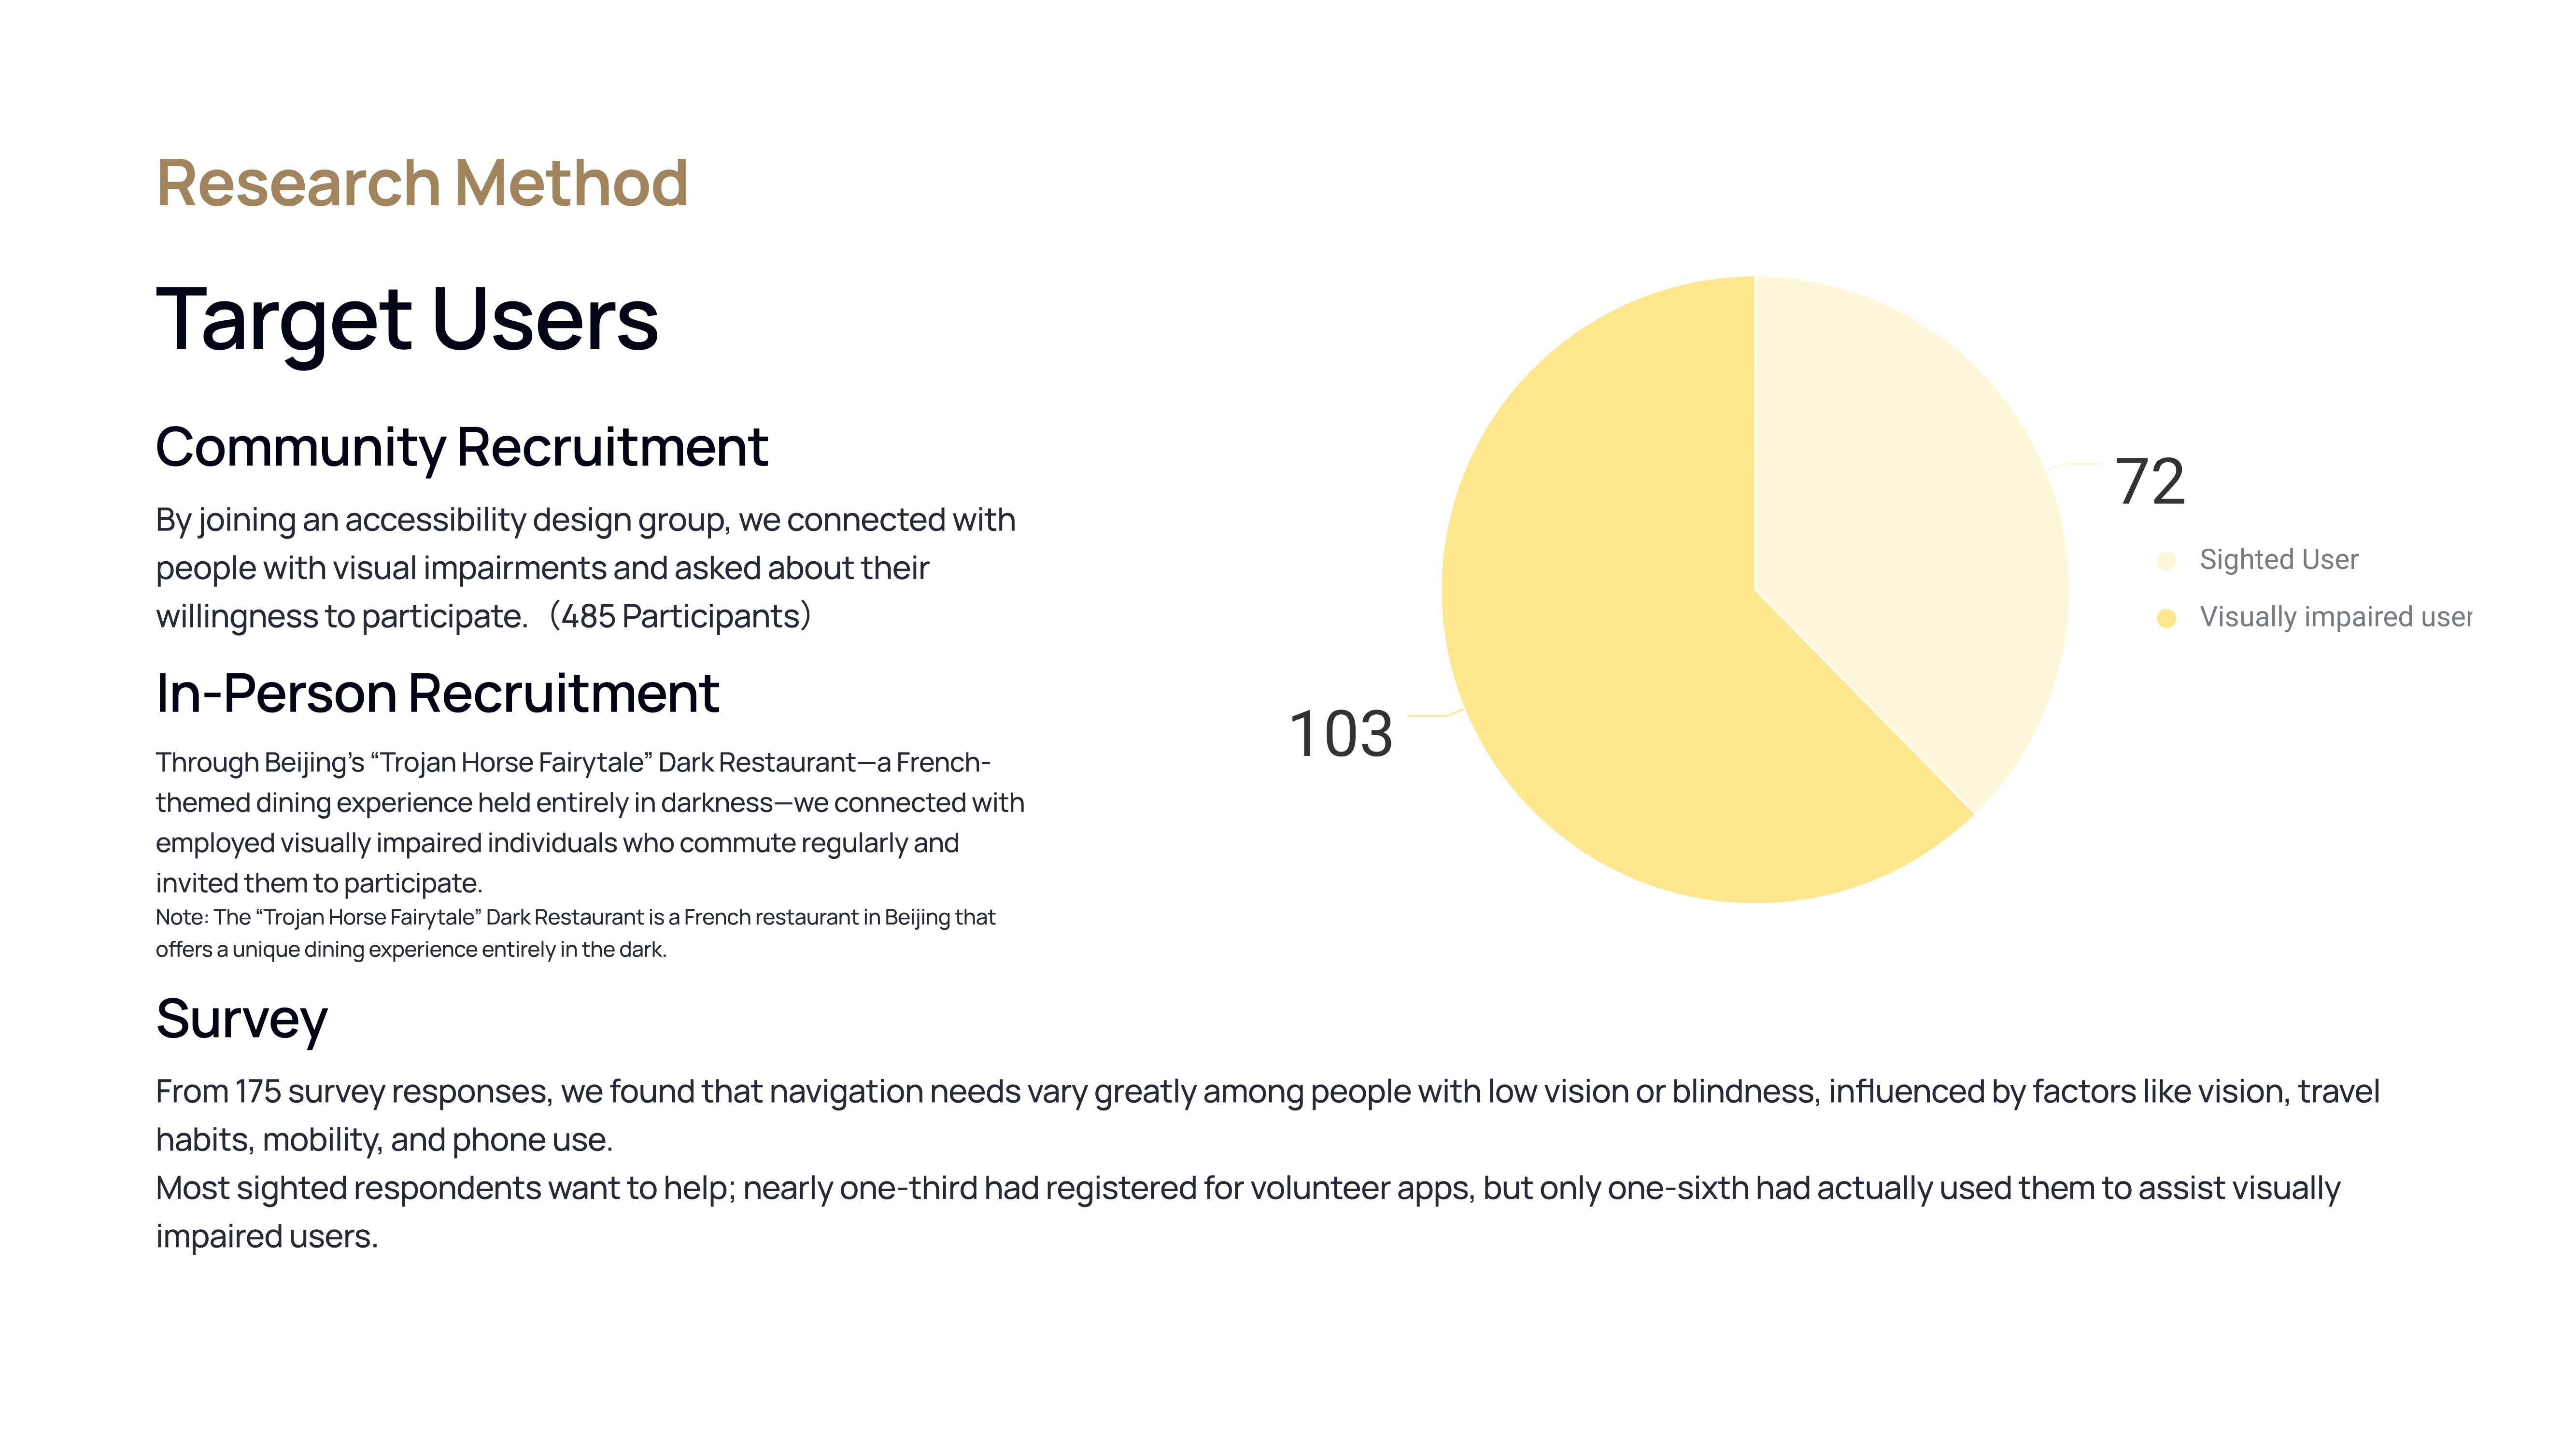 Research Method
Target Users
Community Recruitment
By joining an accessibility design group, we connected with
people with visual impairments and asked about their
willingness to participate.（485 Participants）
In-Person Recruitment
Through Beijing’s “Trojan Horse Fairytale” Dark Restaurant—a French-
themed dining experience held entirely in darkness—we connected with
employed visually impaired individuals who commute regularly and
invited them to participate.
Note: The “Trojan Horse Fairytale” Dark Restaurant is a French restaurant in Beijing that
offers a unique dining experience entirely in the dark.
72
Sighted User
Visually impaired user
103
Survey
From 175 survey responses, we found that navigation needs vary greatly among people with low vision or blindness, influenced by factors like vision, travel
habits, mobility, and phone use.
Most sighted respondents want to help; nearly one-third had registered for volunteer apps, but only one-sixth had actually used them to assist visually
impaired users.